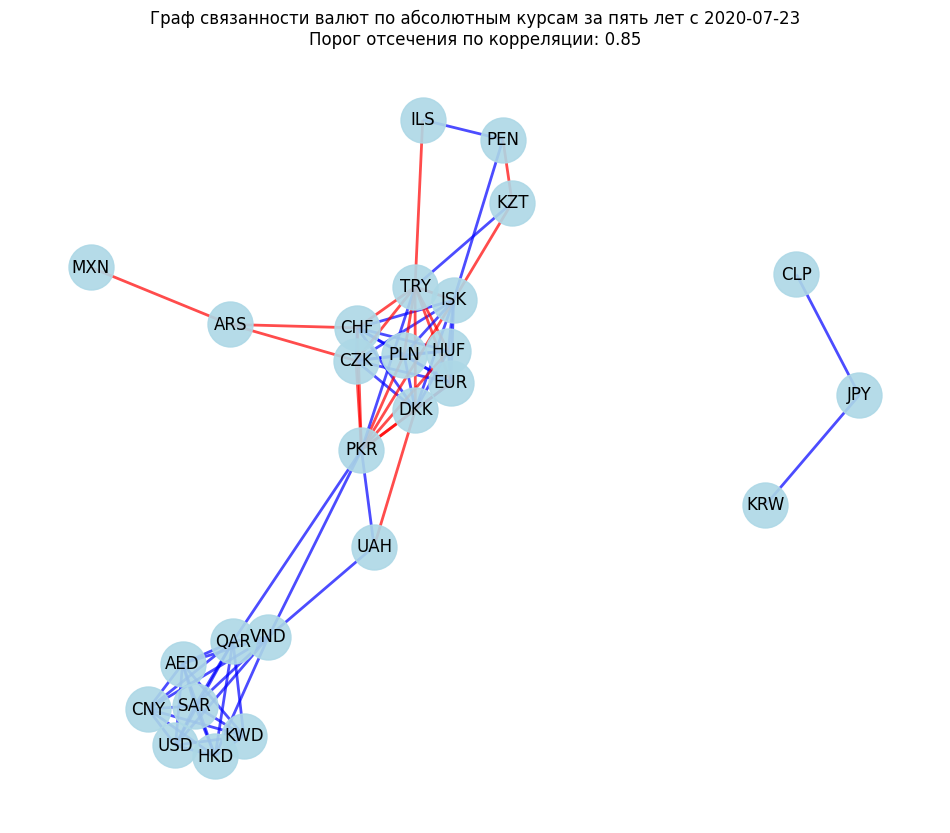 Граф связанности валют по абсолютным курсам за пять лет с 2020-07-23
Порог отсечения по корреляции: 0.85
ILS
PEN
KZT
MXN
CLP
TRY
ISK
ARS
CHF
HUF
PLN
CZK
EUR
JPY
DKK
PKR
KRW
UAH
VND
QAR
AED
SAR
CNY
KWD
USD
HKD